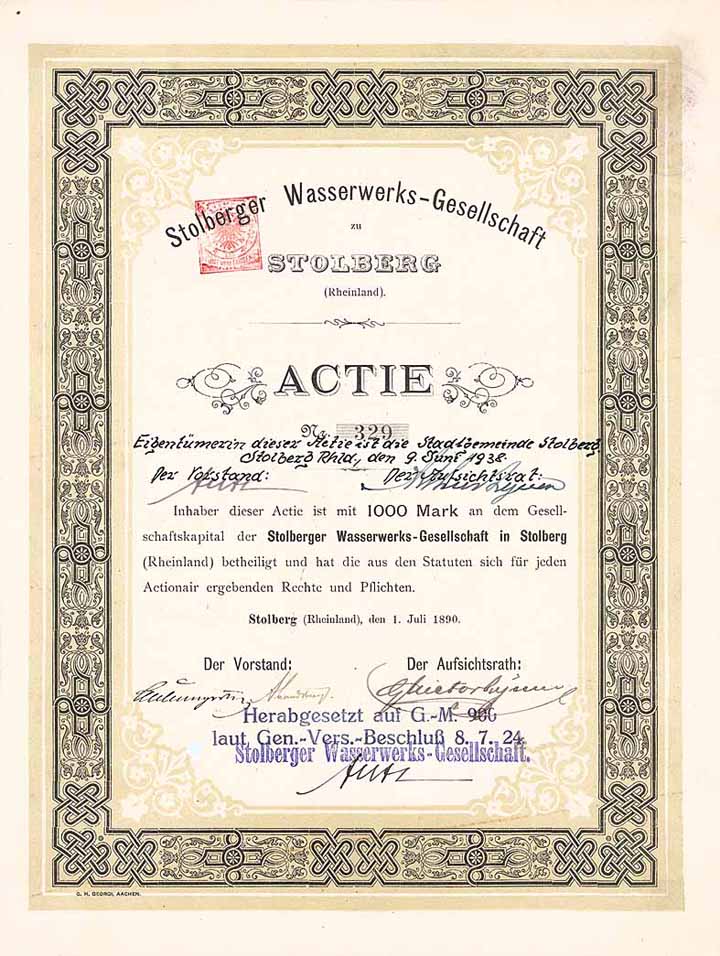 Stolberger Wasserwerks-Gesellschaft
zu
STOLBERG
(Rheinland).
ACTIE
No. 329
Eigentümerin dieser Aktie ist die Stadtgemeinde Stolberg
Stolberg Rhld., den 9. Juni 1938
Der Vorstand: Der Aufsichtsrat:
Inhaber dieser Actie ist mit 1000 Mark an dem Gesell-
schaftskapital der Stolberger Wasserwerks-Gesellschaft in Stolberg
(Rheinland) betheiligt und hat die aus den Statuten sich für jeden
Actionair ergebenden Rechte und Pflichten.
Stolberg (Rheinland), den 1. Juli 1890.
Der Vorstand: Der Aufsichtsrath:
Herabgesetzt auf G.-M.
laut Gen.-Vers.-Beschluß 8. 7. 24.
Stolberger Wasserwerks-Gesellschaft.
G. H. GEORGI, AACHEN.